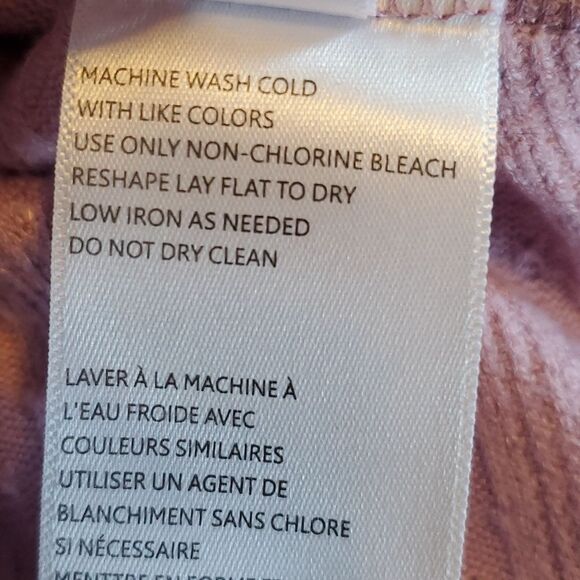 MACHINE WASH COLD
WITH LIKE COLORS
USE ONLY NON-CHLORINE BLEACH
RESHAPE LAY FLAT TO DRY
LOW IRON AS NEEDED
DO NOT DRY CLEAN
LAVER À LA MACHINE À
L'EAU FROIDE AVEC
COULEURS SIMILAIRES
UTILISER UN AGENT DE
BLANCHIMENT SANS CHLORE
SI NÉCESSAIRE